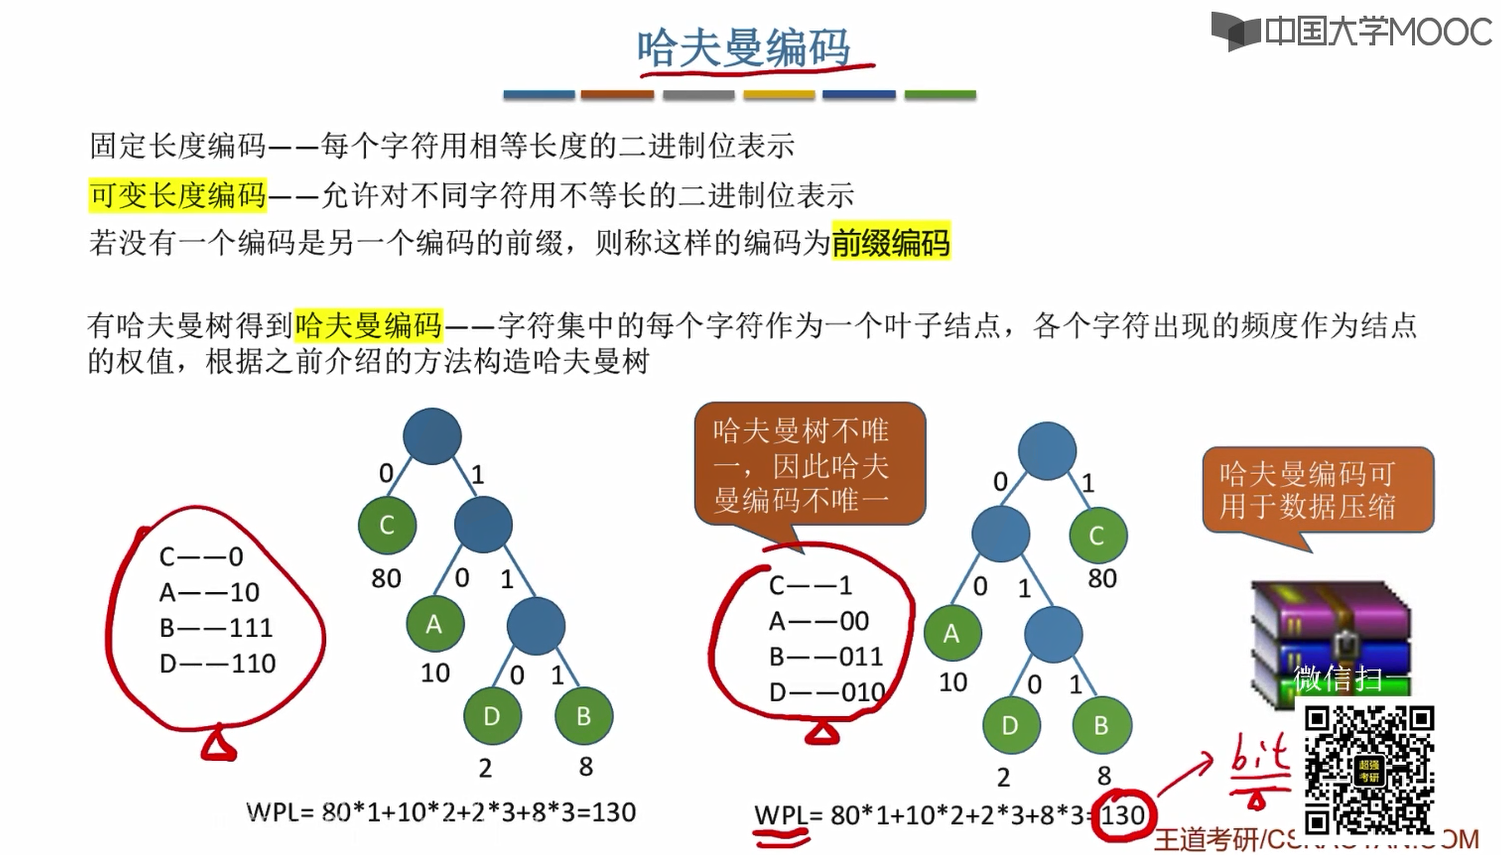 中国大学MOOC
哈夫曼编码
固定长度编码——每个字符用相等长度的二进制位表示
可变长度编码——允许对不同字符用不等长的二进制位表示
若没有一个编码是另一个编码的前缀，则称这样的编码为前缀编码
有哈夫曼树得到哈夫曼编码——字符集中的每个字符作为一个叶子结点，各个字符出现的频度作为结点
的权值，根据之前介绍的方法构造哈夫曼树
C——0
A——10
B——111
D——110
0
1
C
80
0
1
A
10
0
1
D
B
2
8
WPL= 80*1+10*2+2*3+8*3=130
哈夫曼树不唯
一，因此哈夫
曼编码不唯一
C——1
A——00
B——011
D——010
0
1
C
80
0
1
A
10
0
1
D
B
2
8
WPL= 80*1+10*2+2*3+8*3=130
哈夫曼编码可
用于数据压缩
微信扫一
bit
超强
考研
王道考研/CSKAOYAN.COM